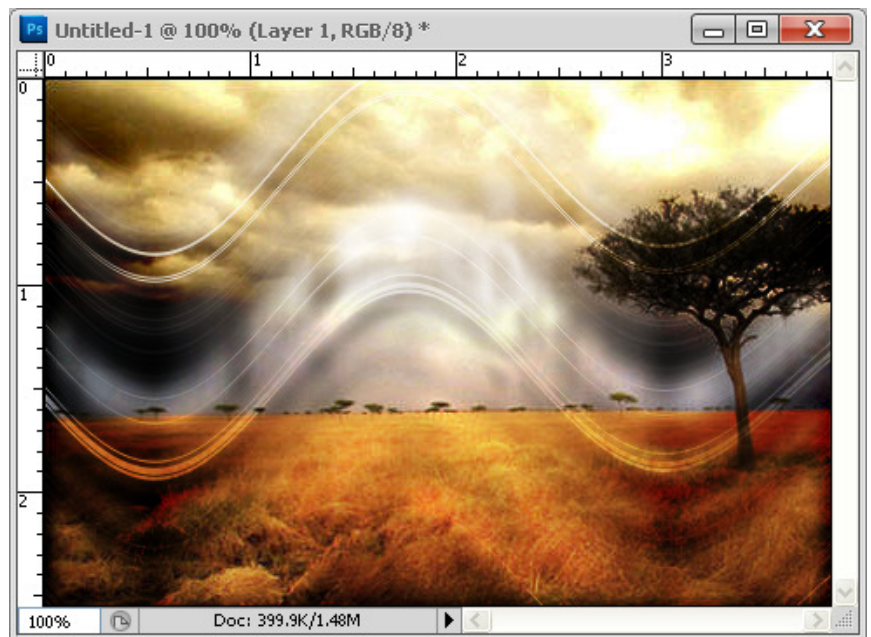 Ps Untitled-1 @ 100% (Layer 1, RGB/8) *
0 1 2 3
0
1
2
100% Doc: 399.9K/1.48M